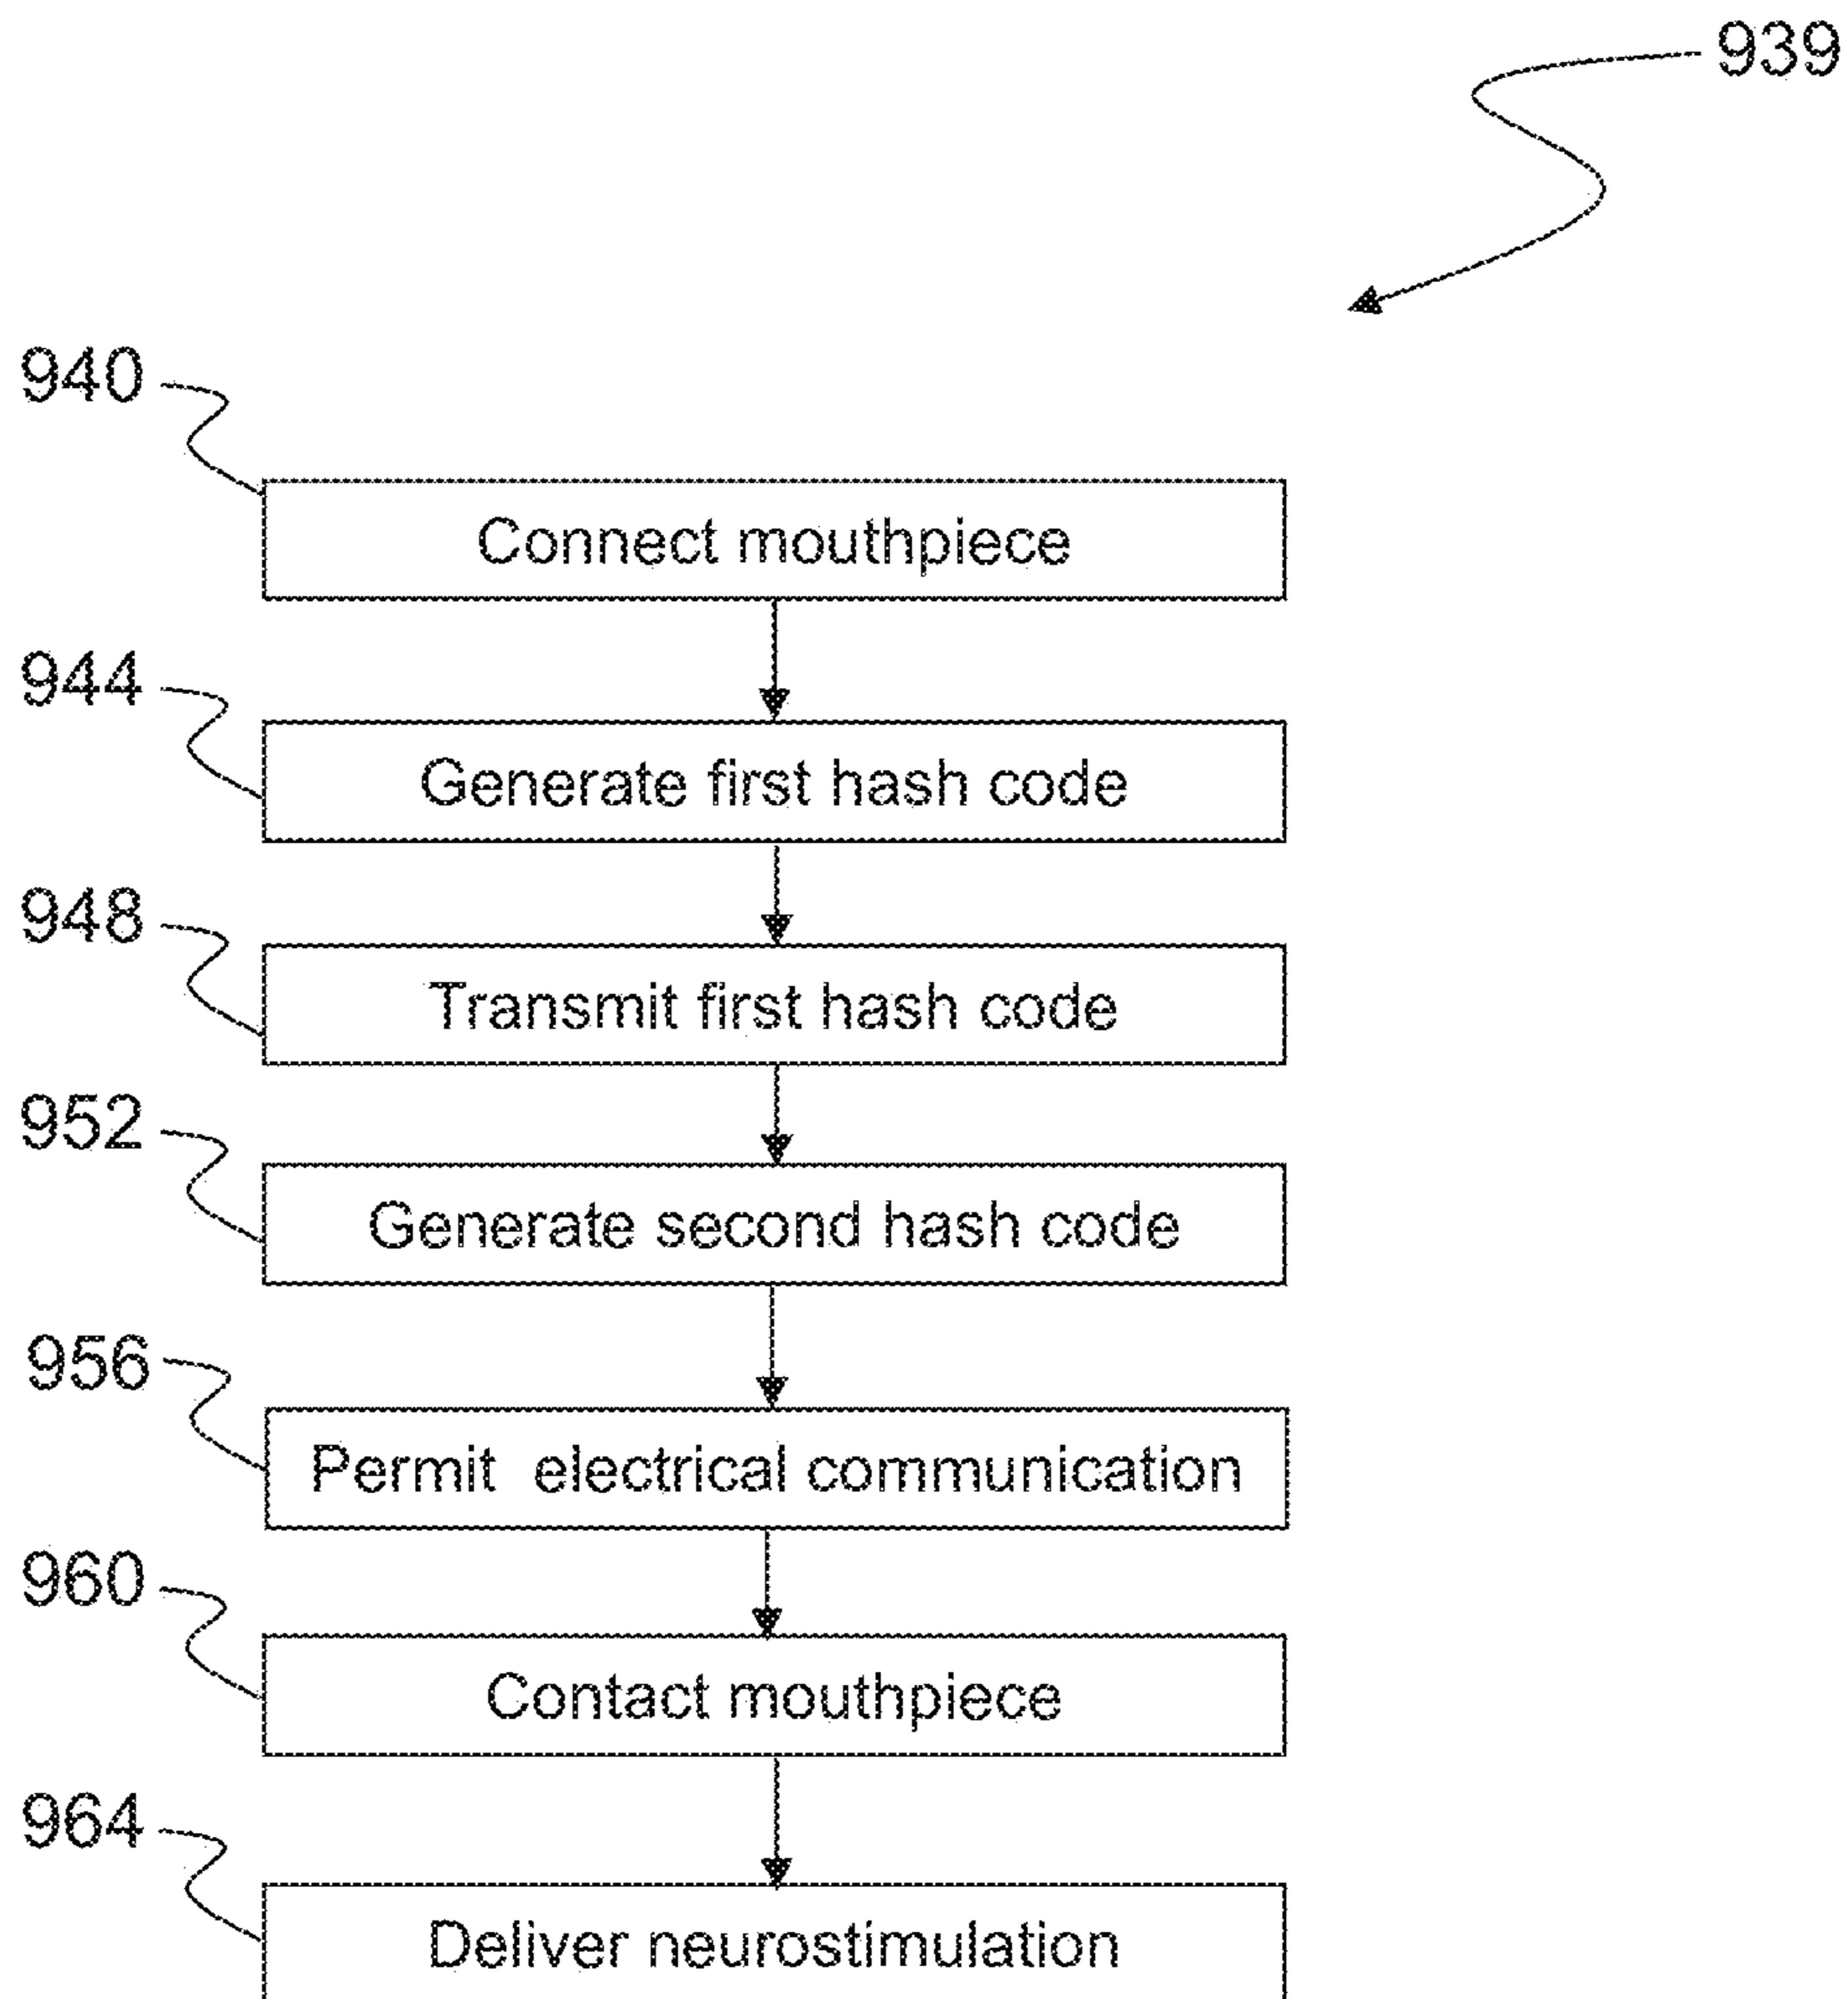 939
940
Connect mouthpiece
944
Generate first hash code
948
Transmit first hash code
952
Generate second hash code
956
Permit electrical communication
960
Contact mouthpiece
964
Deliver neurostimulation